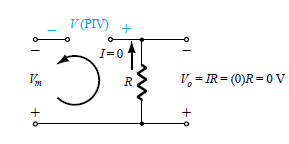 − V (PIV) +
I = 0
− −
V_m R V_o = IR = (0)R = 0 V
+ +